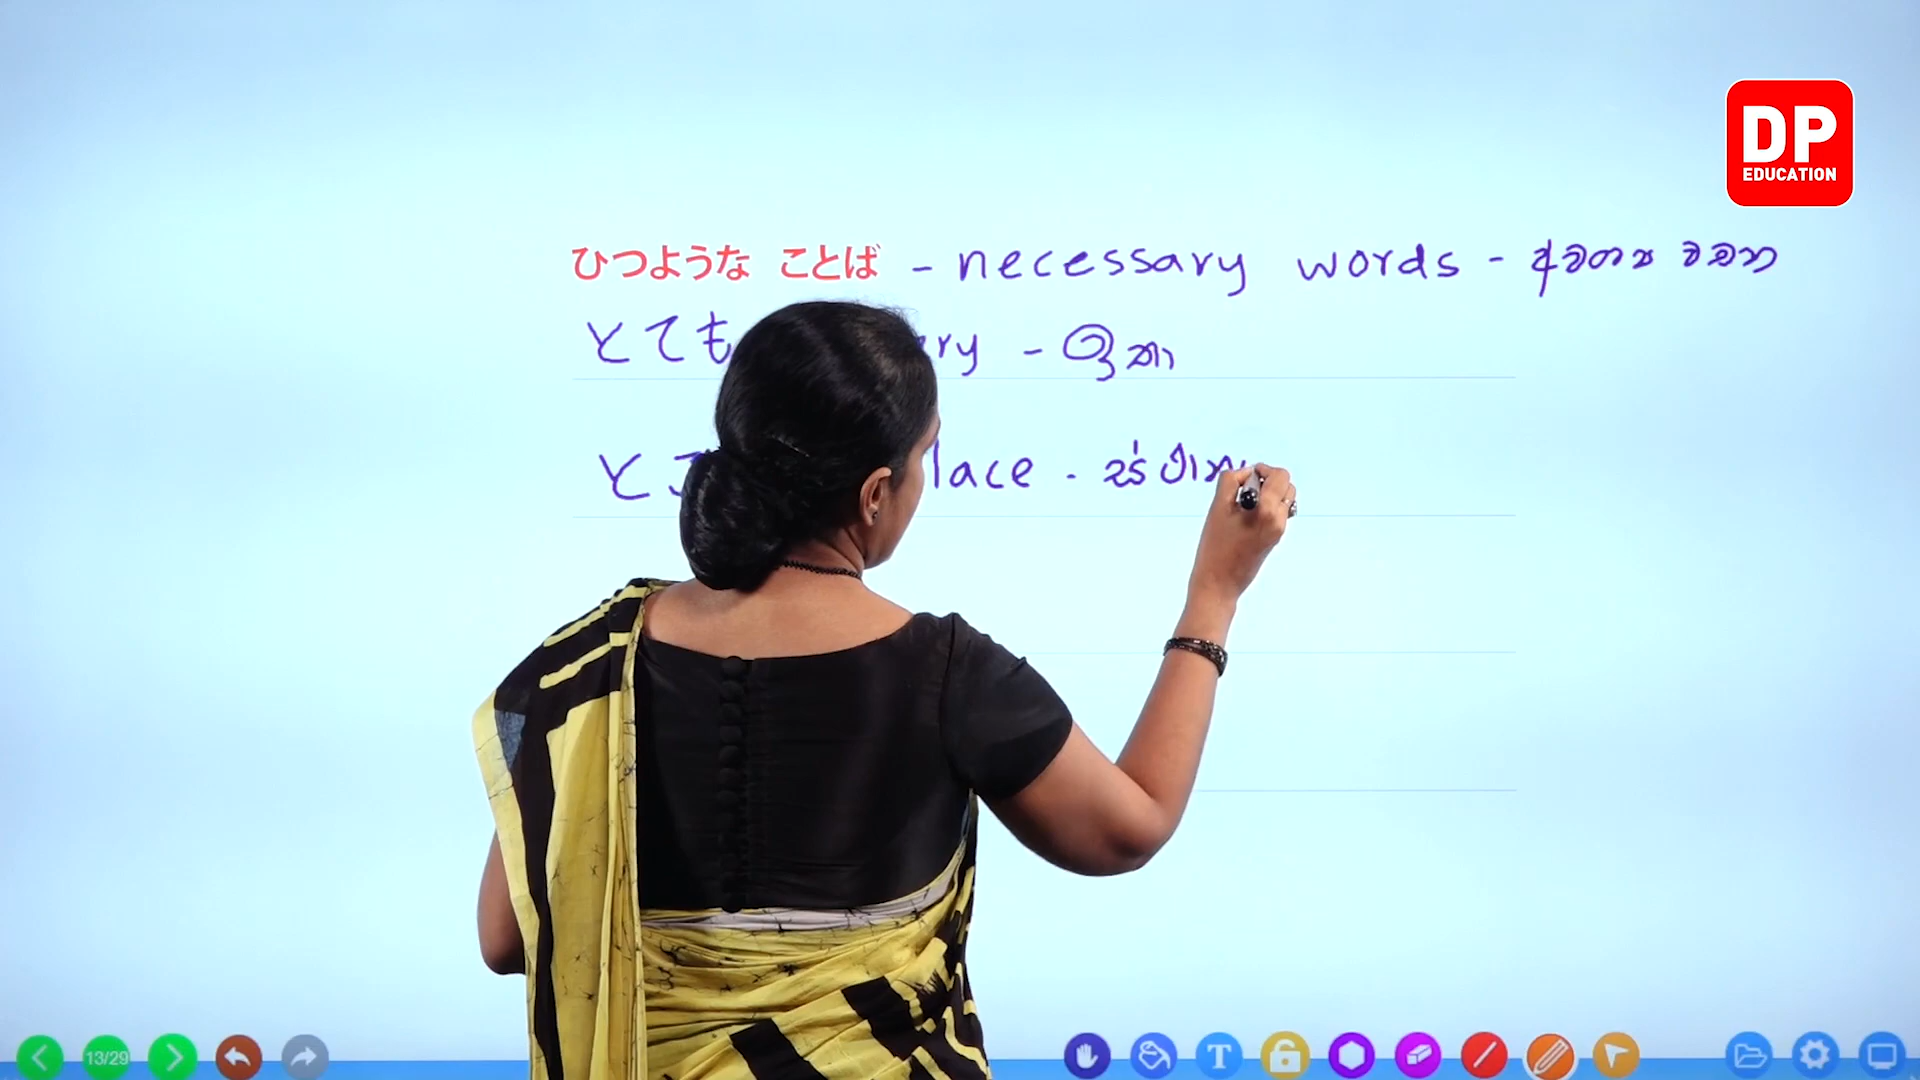 DP
EDUCATION
ひつような ことば - necessary words - අවශ්‍ය වචන
とても ry - ඉතා
と lace - ස්ථාන
13/29
T